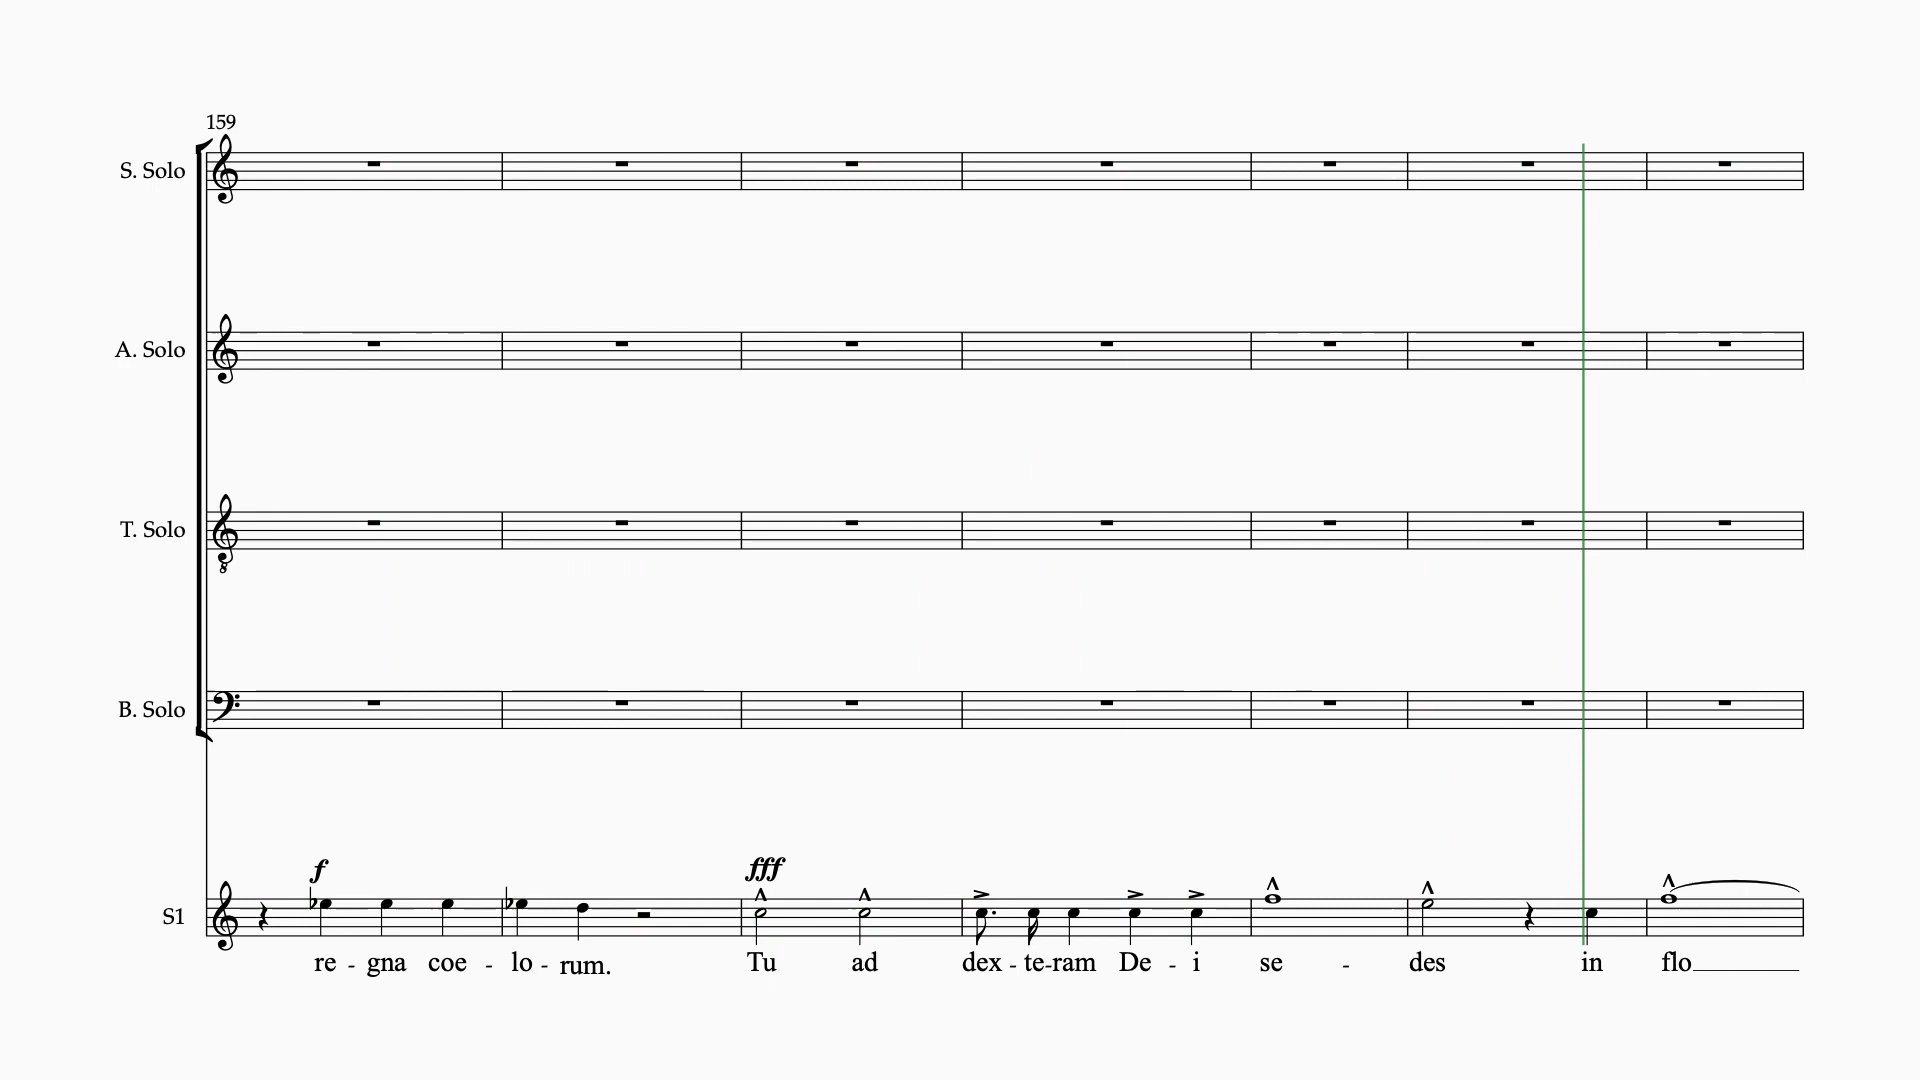 159
S. Solo
A. Solo
T. Solo
B. Solo
f fff
S1
re - gna coe - lo - rum. Tu ad dex - te-ram De - i se - des in flo